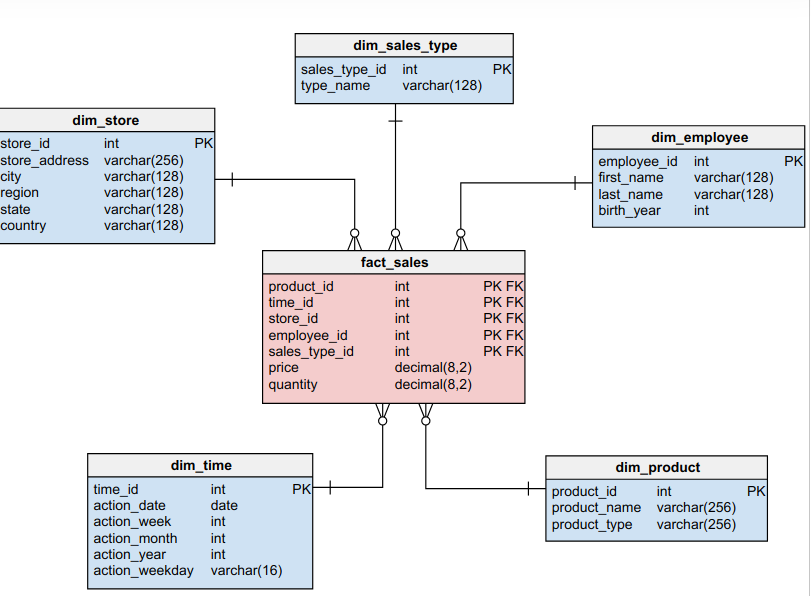 dim_sales_type
sales_type_id int PK
type_name varchar(128)
dim_store
store_id int PK
store_address varchar(256)
city varchar(128)
region varchar(128)
state varchar(128)
country varchar(128)
dim_employee
employee_id int PK
first_name varchar(128)
last_name varchar(128)
birth_year int
fact_sales
product_id int PK FK
time_id int PK FK
store_id int PK FK
employee_id int PK FK
sales_type_id int PK FK
price decimal(8,2)
quantity decimal(8,2)
dim_time
time_id int PK
action_date date
action_week int
action_month int
action_year int
action_weekday varchar(16)
dim_product
product_id int PK
product_name varchar(256)
product_type varchar(256)